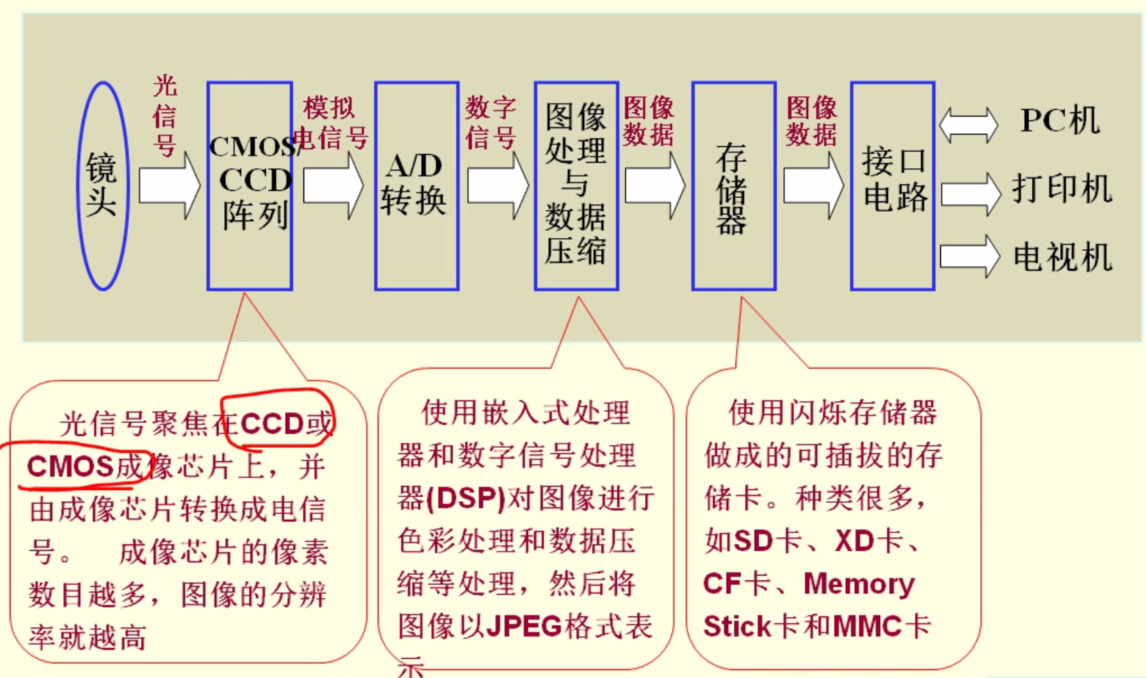 镜
头
光
信
号
CMOS/
CCD
阵列
模拟
电信号
A/D
转换
数字
信号
图像
处理
与
数据
压缩
图像
数据
存
储
器
图像
数据
接口
电路
PC机
打印机
电视机
光信号聚焦在CCD或
CMOS成像芯片上，并
由成像芯片转换成电信
号。 成像芯片的像素
数目越多，图像的分辨
率就越高
使用嵌入式处理
器和数字信号处理
器(DSP)对图像进行
色彩处理和数据压
缩等处理，然后将
图像以JPEG格式表
示
使用闪烁存储器
做成的可插拔的存
储卡。种类很多，
如SD卡、XD卡、
CF卡、Memory
Stick卡和MMC卡